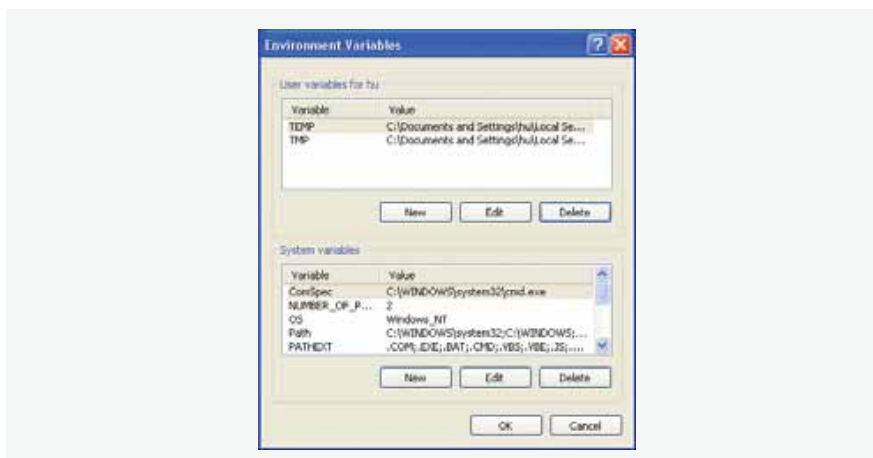 Environment Variables
User variables for hu
Variable Value
TEMP C:\Documents and Settings\hu\Local Se...
TMP C:\Documents and Settings\hu\Local Se...
New Edit Delete
System variables
Variable Value
ComSpec C:\WINDOWS\system32\cmd.exe
NUMBER_OF_P... 2
OS Windows_NT
Path C:\WINDOWS\system32;C:\WINDOWS;...
PATHEXT .COM;.EXE;.BAT;.CMD;.VBS;.VBE;.JS;....
New Edit Delete
OK Cancel